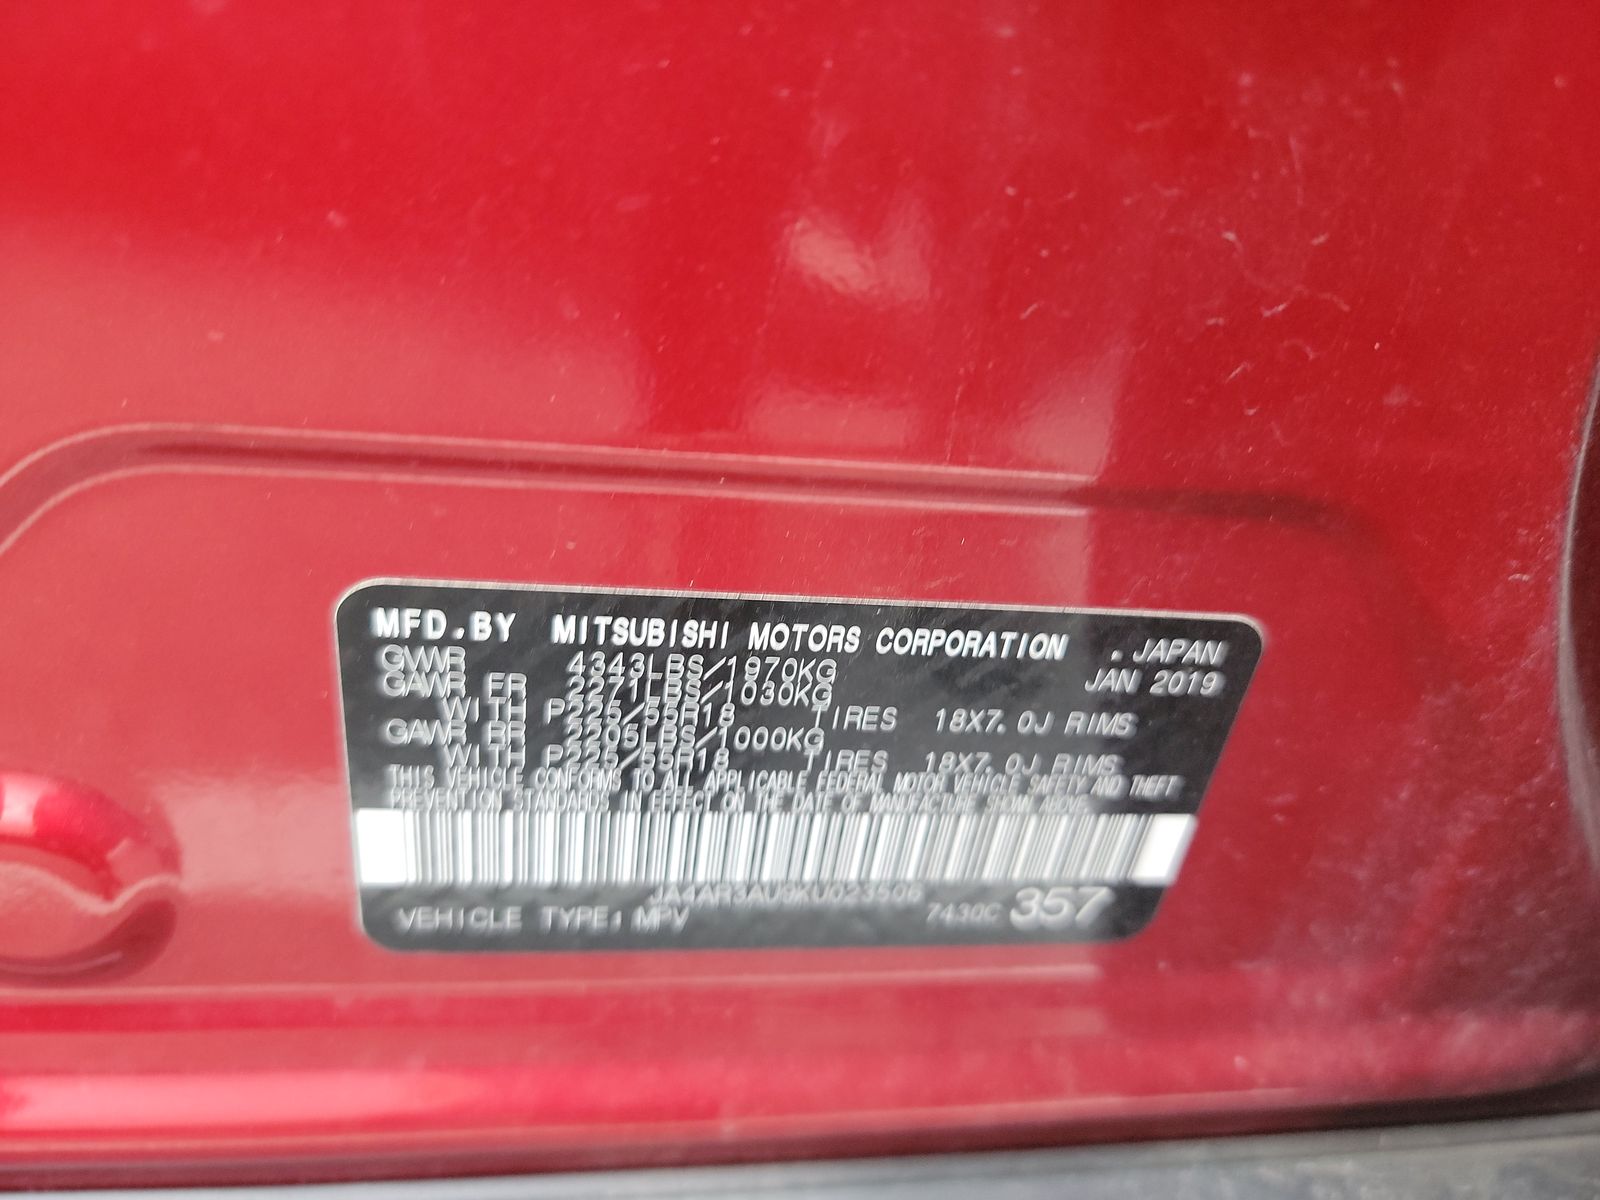 MFD.BY MITSUBISHI MOTORS CORPORATION .JAPAN
GVWR 4343LBS/1970KG JAN 2019
GAWR FR 2271LBS/1030KG
WITH P225/55R18 TIRES 18X7.0J RIMS
GAWR RR 2205LBS/1000KG
WITH P225/55R18 TIRES 18X7.0J RIMS
THIS VEHICLE CONFORMS TO ALL APPLICABLE FEDERAL MOTOR VEHICLE SAFETY AND THEFT
PREVENTION STANDARDS IN EFFECT ON THE DATE OF MANUFACTURE SHOWN ABOVE.
JA4AR3AU9KU023506
VEHICLE TYPE: MPV 7430C 357